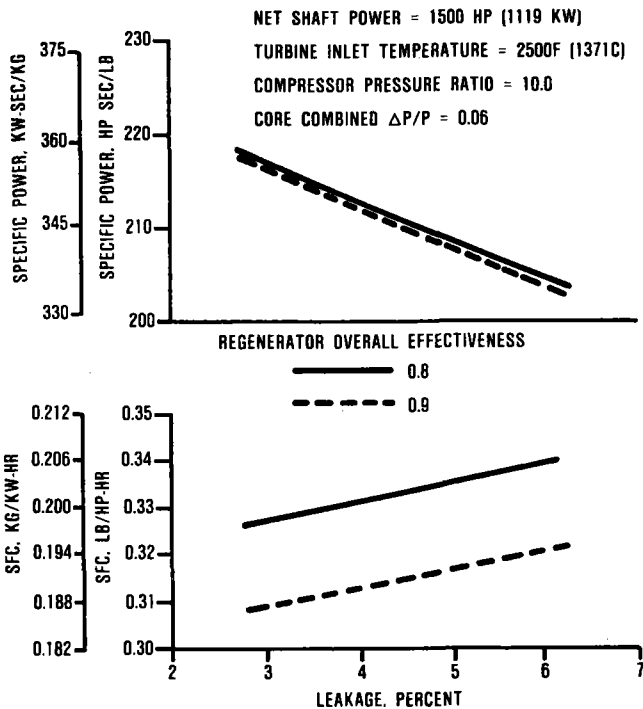 NET SHAFT POWER = 1500 HP (1119 KW)
TURBINE INLET TEMPERATURE = 2500F (1371C)
COMPRESSOR PRESSURE RATIO = 10.0
CORE COMBINED ΔP/P = 0.06
SPECIFIC POWER, KW-SEC/KG
375
360
345
330
SPECIFIC POWER, HP SEC/LB
230
220
210
200
REGENERATOR OVERALL EFFECTIVENESS
0.8
0.9
SFC, KG/KW-HR
0.212
0.206
0.200
0.194
0.188
0.182
SFC, LB/HP-HR
0.35
0.34
0.33
0.32
0.31
0.30
2 3 4 5 6 7
LEAKAGE, PERCENT